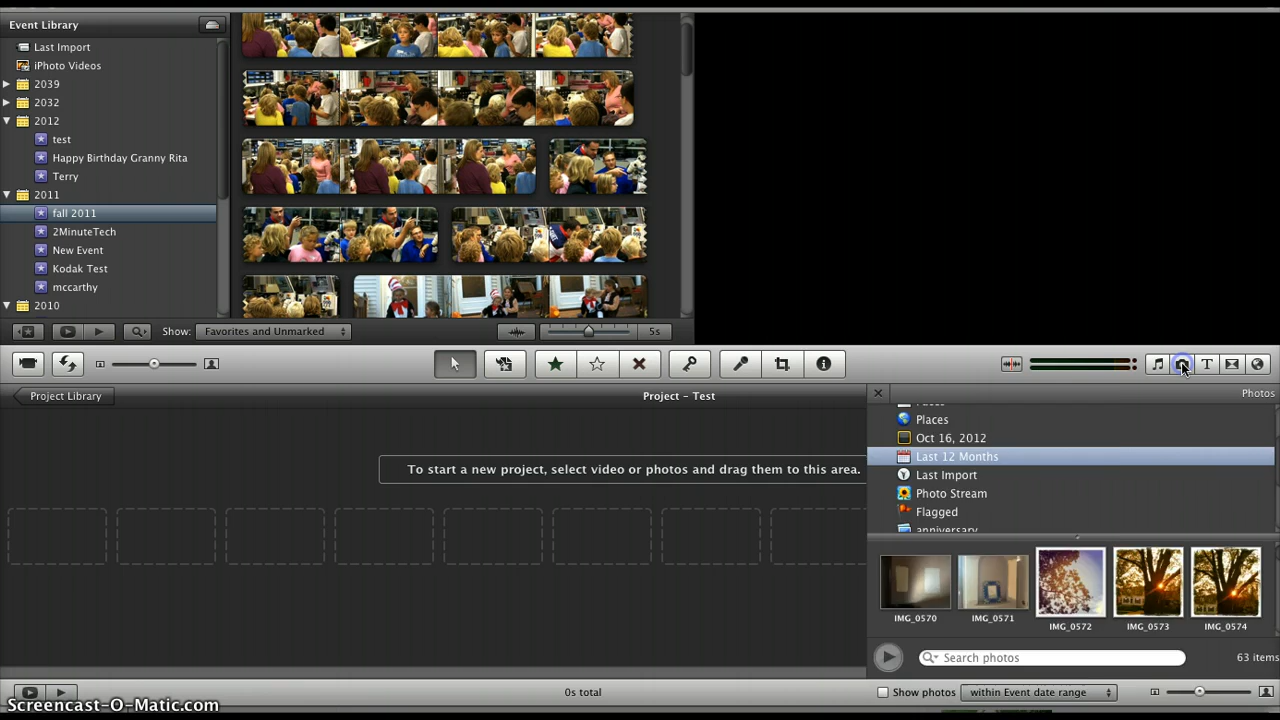 Event Library
Last Import
iPhoto Videos
2039
2032
2012
test
Happy Birthday Granny Rita
Terry
2011
fall 2011
2MinuteTech
New Event
Kodak Test
mccarthy
2010
Show: Favorites and Unmarked
5s
T
Project Library
Project - Test
Photos
Places
Oct 16, 2012
Last 12 Months
Last Import
Photo Stream
Flagged
anniversary
To start a new project, select video or photos and drag them to this area.
IMG_0570
IMG_0571
IMG_0572
IMG_0573
IMG_0574
Search photos
63 items
0s total
Show photos within Event date range
Screencast-O-Matic.com